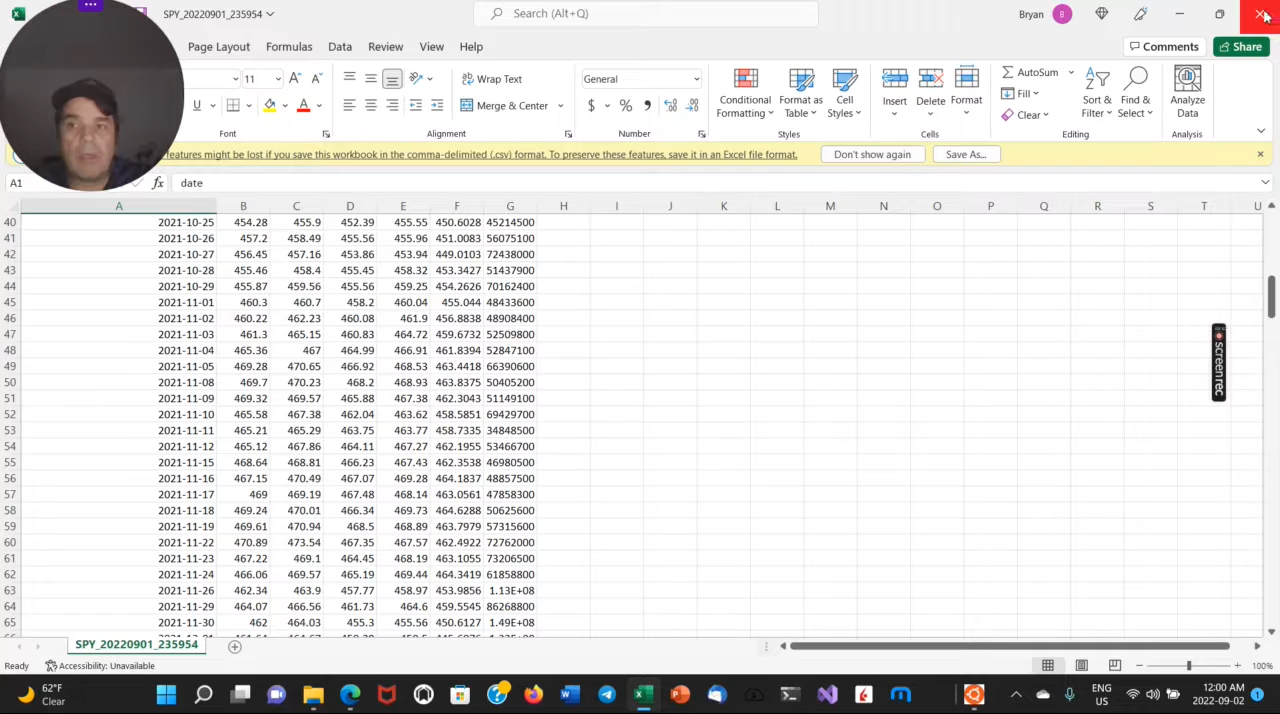 SPY_20220901_235954
Search (Alt+Q)
Bryan B
Page Layout Formulas Data Review View Help
Comments Share
11 Wrap Text General AutoSum
Fill
U Merge & Center $ % Conditional Formatting Format as Table Cell Styles Insert Delete Format Clear Sort & Filter Find & Select Analyze Data
Font Alignment Number Styles Cells Editing Analysis
features might be lost if you save this workbook in the comma-delimited (.csv) format. To preserve these features, save it in an Excel file format. Don't show again Save As...
A1 fx date
A B C D E F G H I J K L M N O P Q R S T U
40 2021-10-25 454.28 455.9 452.39 455.55 450.6028 45214500
41 2021-10-26 457.2 458.49 455.56 455.96 451.0083 56075100
42 2021-10-27 456.45 457.16 453.86 453.94 449.0103 72438000
43 2021-10-28 455.46 458.4 455.45 458.32 453.3427 51437900
44 2021-10-29 455.87 459.56 455.56 459.25 454.2626 70162400
45 2021-11-01 460.3 460.7 458.2 460.04 455.044 48433600
46 2021-11-02 460.22 462.23 460.08 461.9 456.8838 48908400
47 2021-11-03 461.3 465.15 460.83 464.72 459.6732 52509800
48 2021-11-04 465.36 467 464.99 466.91 461.8394 52847100
49 2021-11-05 469.28 470.65 466.92 468.53 463.4418 66390600
50 2021-11-08 469.7 470.23 468.2 468.93 463.8375 50405200
51 2021-11-09 469.32 469.57 465.88 467.38 462.3043 51149100
52 2021-11-10 465.58 467.38 462.04 463.62 458.5851 69429700
53 2021-11-11 465.21 465.29 463.75 463.77 458.7335 34848500
54 2021-11-12 465.12 467.86 464.11 467.27 462.1955 53466700
55 2021-11-15 468.64 468.81 466.23 467.43 462.3538 46980500
56 2021-11-16 467.15 470.49 467.07 469.28 464.1837 48857500
57 2021-11-17 469 469.19 467.48 468.14 463.0561 47858300
58 2021-11-18 469.24 470.01 466.34 469.73 464.6288 50625600
59 2021-11-19 469.61 470.94 468.5 468.89 463.7979 57315600
60 2021-11-22 470.89 473.54 467.35 467.57 462.4922 72762000
61 2021-11-23 467.22 469.1 464.45 468.19 463.1055 73206500
62 2021-11-24 466.06 469.57 465.19 469.44 464.3419 61858800
63 2021-11-26 462.34 463.9 457.77 458.97 453.9856 1.13E+08
64 2021-11-29 464.07 466.56 461.73 464.6 459.5545 86268800
65 2021-11-30 462 464.03 455.3 455.56 450.6127 1.49E+08
screenrec
SPY_20220901_235954
Ready Accessibility: Unavailable 100%
62°F
Clear
ENG
US
12:00 AM
2022-09-02
1